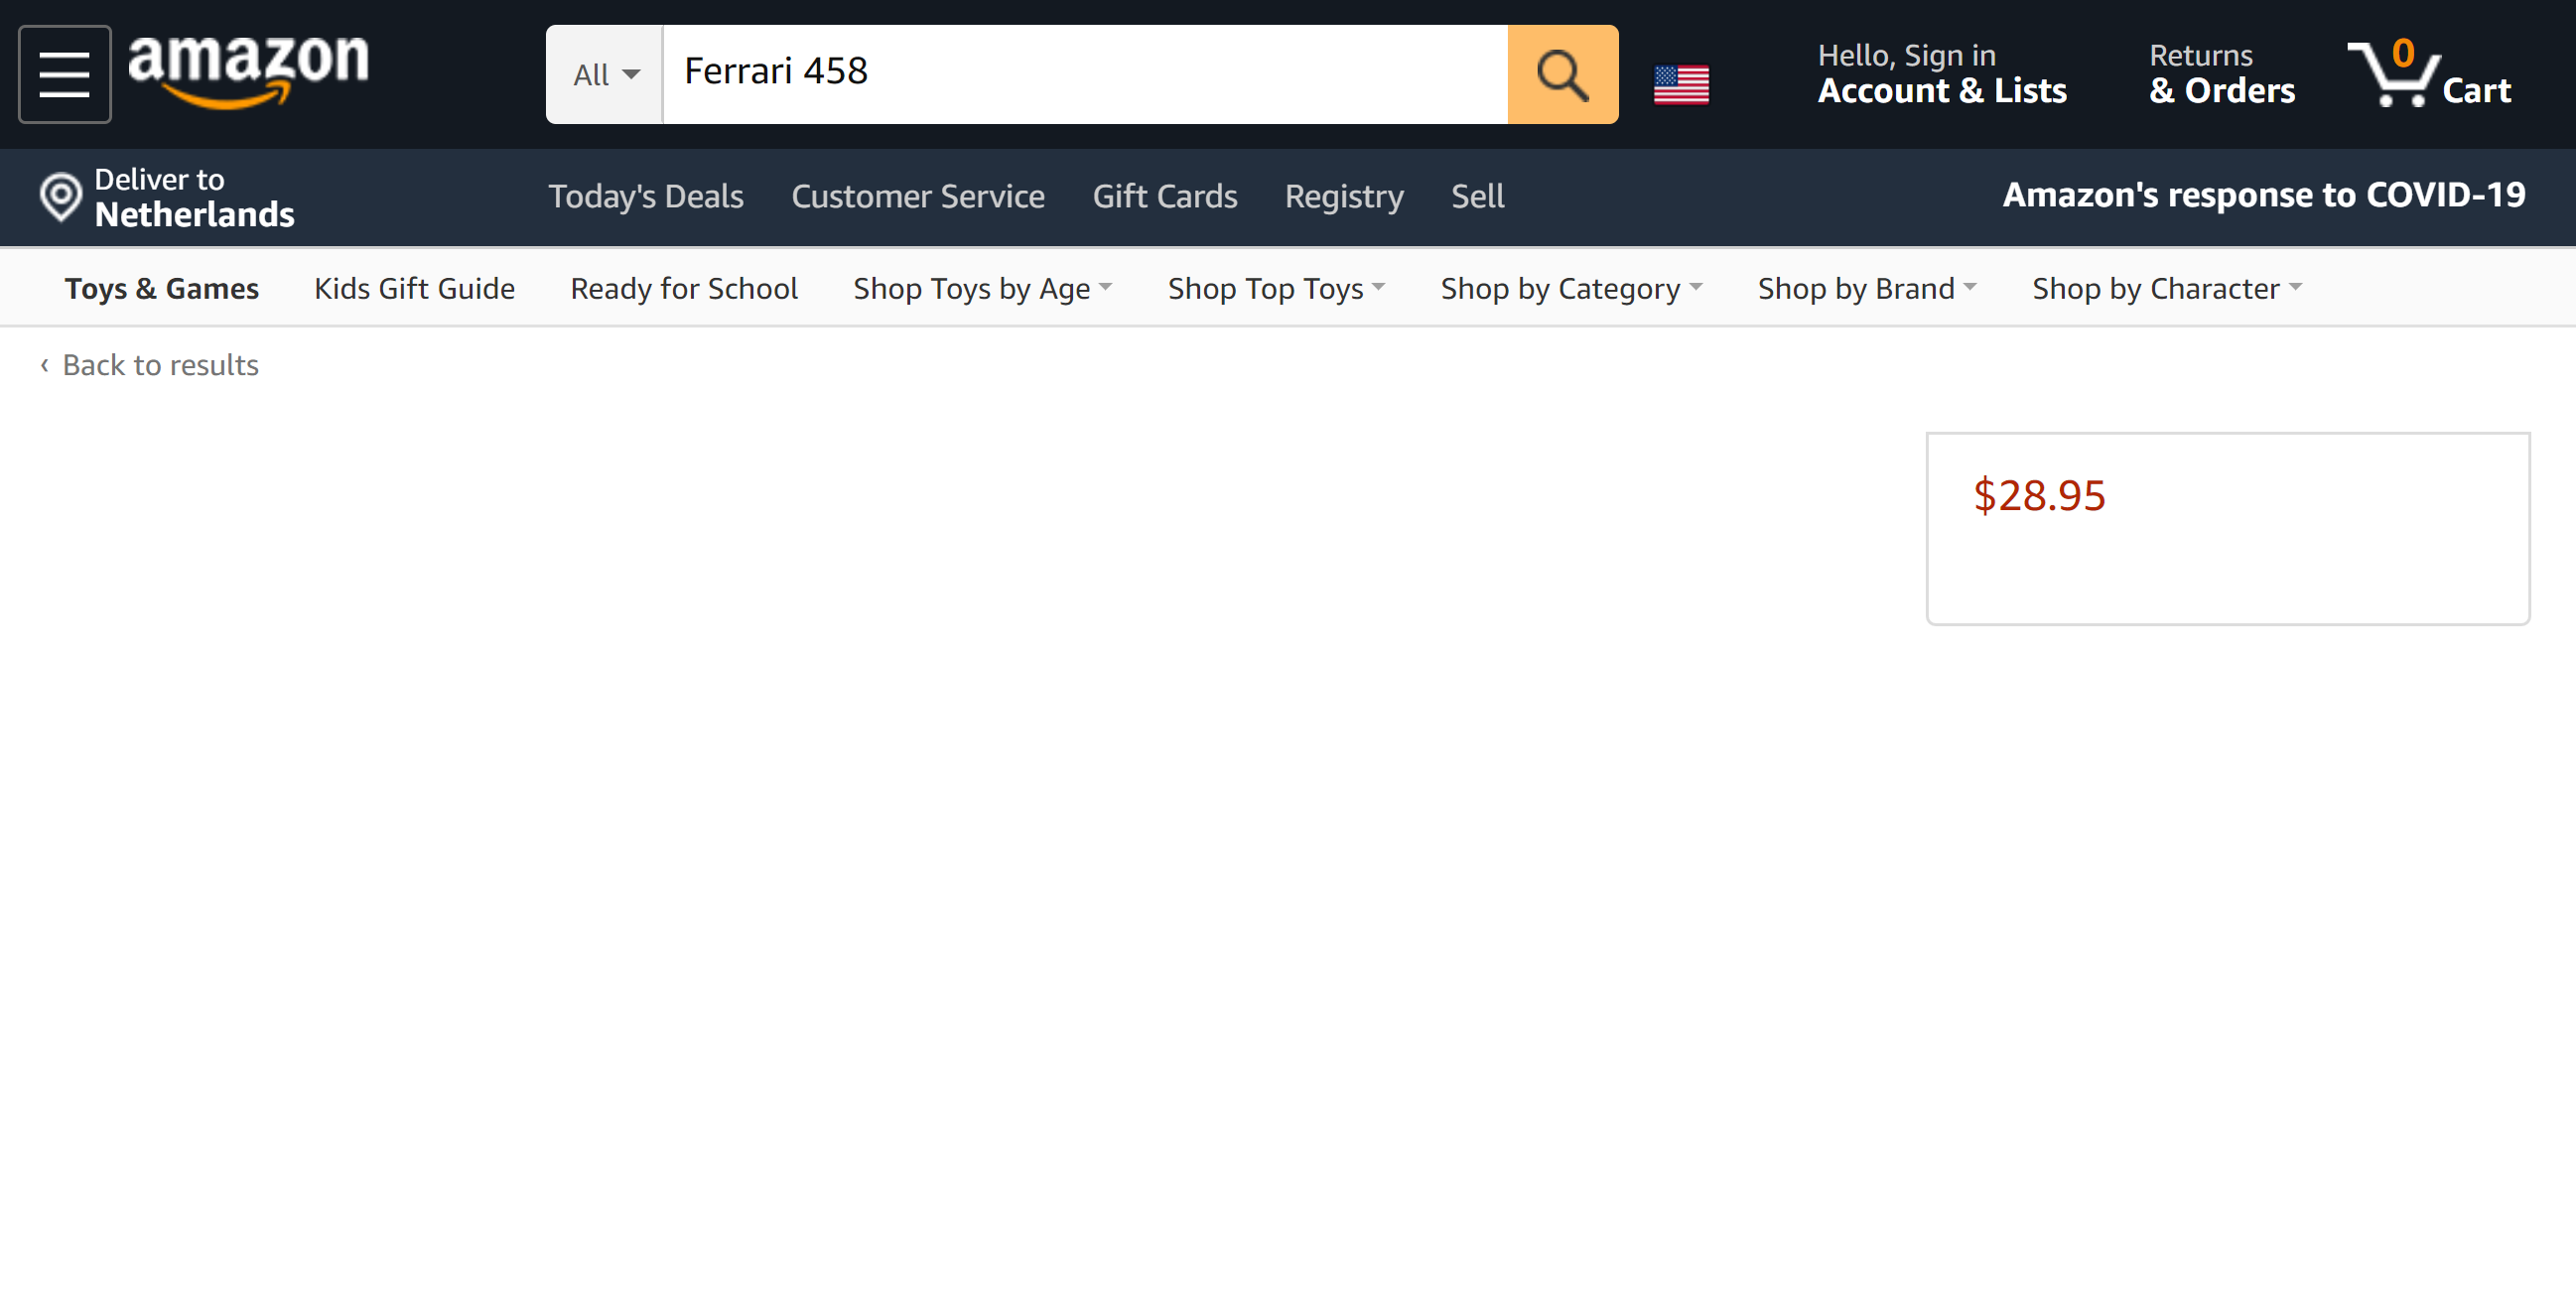 amazon
All
Ferrari 458
Hello, Sign in
Account & Lists
Returns
& Orders
0
Cart
Deliver to
Netherlands
Today's Deals
Customer Service
Gift Cards
Registry
Sell
Amazon's response to COVID-19
Toys & Games
Kids Gift Guide
Ready for School
Shop Toys by Age
Shop Top Toys
Shop by Category
Shop by Brand
Shop by Character
‹ Back to results
$28.95